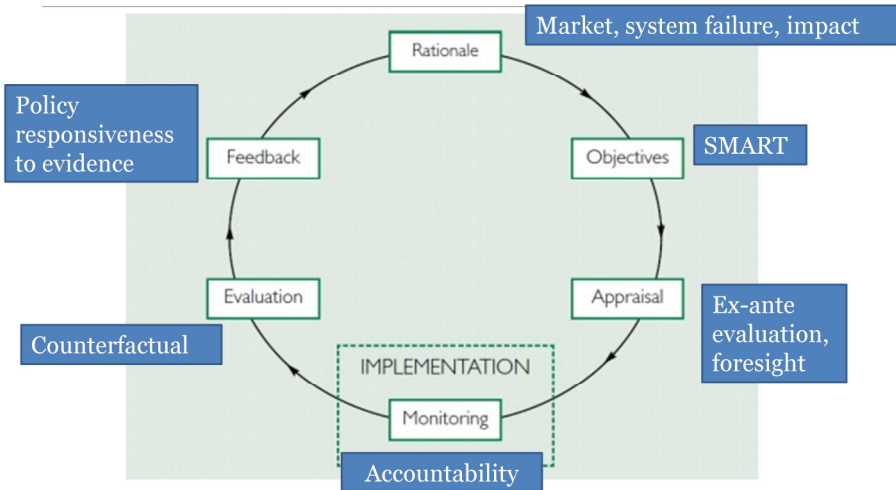 Market, system failure, impact
Rationale
Policy
responsiveness
to evidence
Feedback
Objectives
SMART
Evaluation
Appraisal
Ex-ante
evaluation,
foresight
Counterfactual
IMPLEMENTATION
Monitoring
Accountability